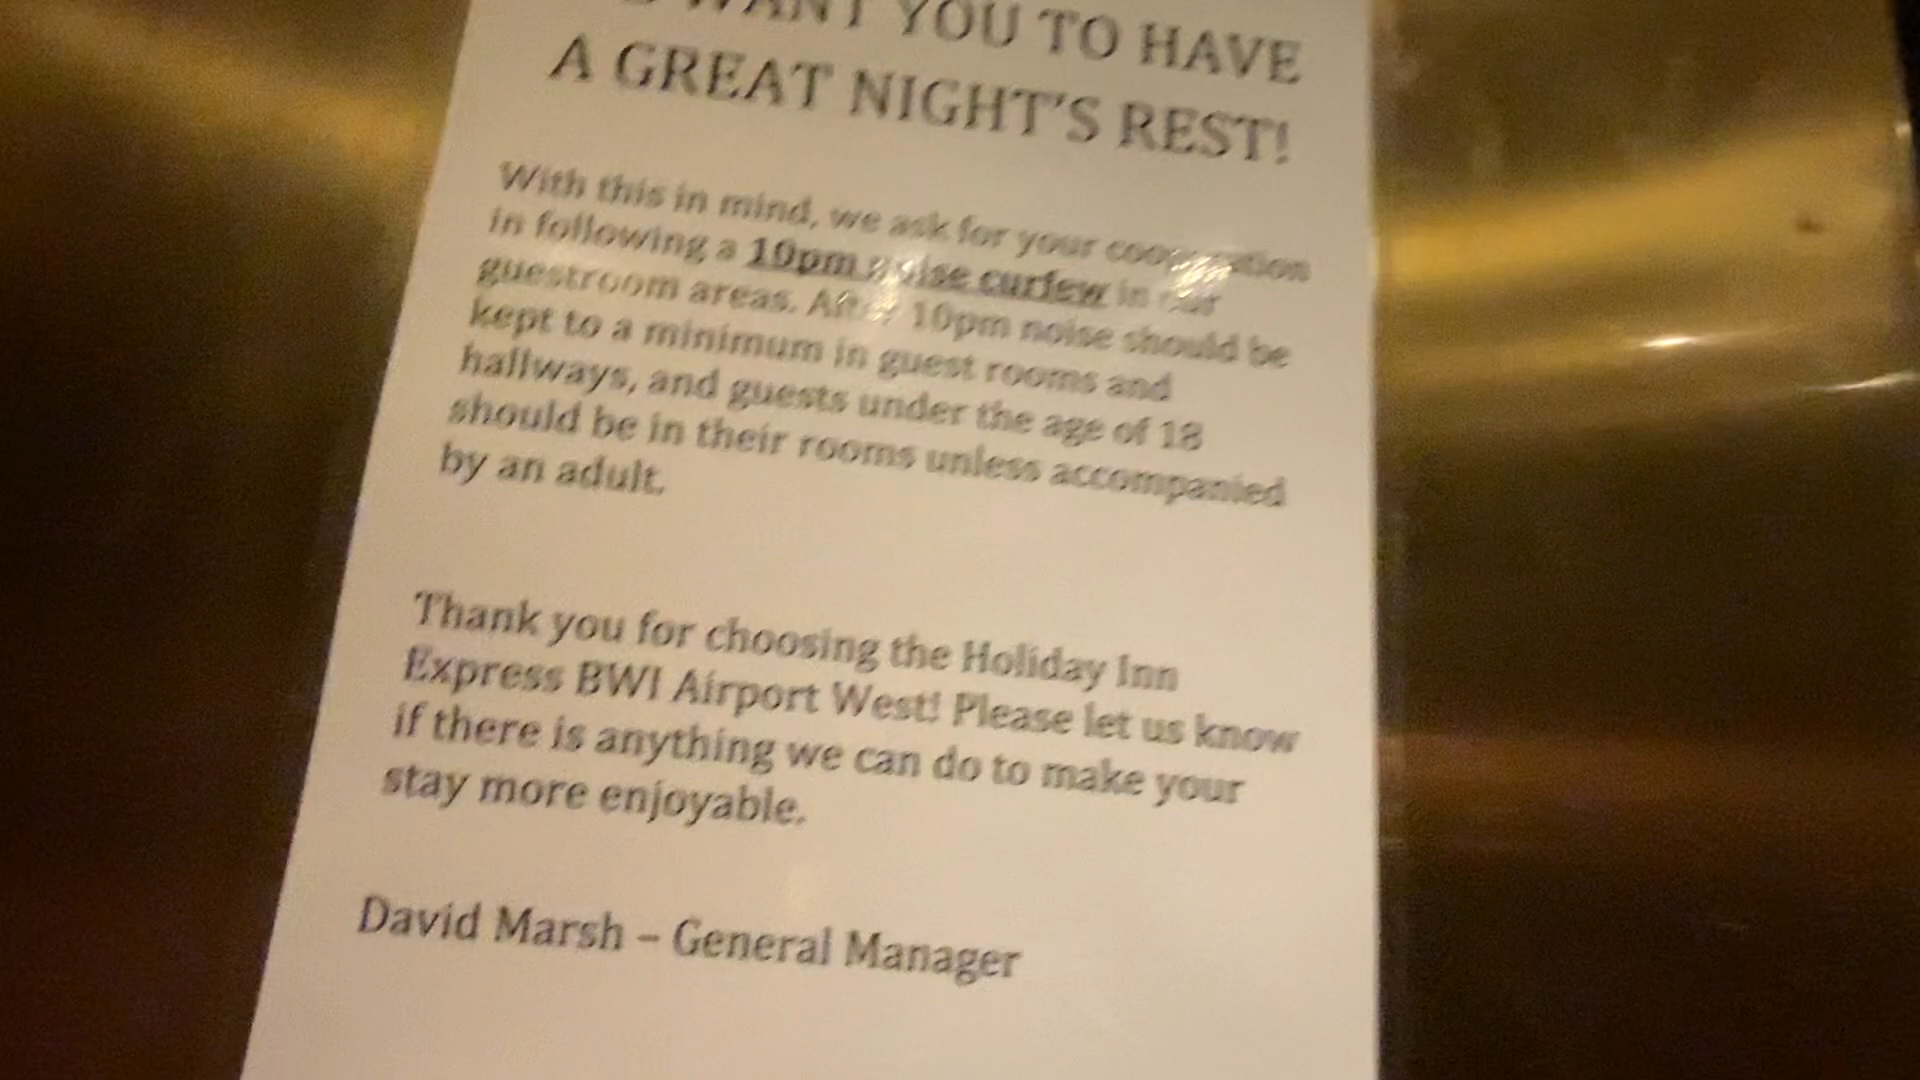 WANT YOU TO HAVE
A GREAT NIGHT'S REST!
With this in mind, we ask for your cooperation
in following a 10pm noise curfew in our
guestroom areas. After 10pm noise should be
kept to a minimum in guest rooms and
hallways, and guests under the age of 18
should be in their rooms unless accompanied
by an adult.
Thank you for choosing the Holiday Inn
Express BWI Airport West! Please let us know
if there is anything we can do to make your
stay more enjoyable.
David Marsh – General Manager